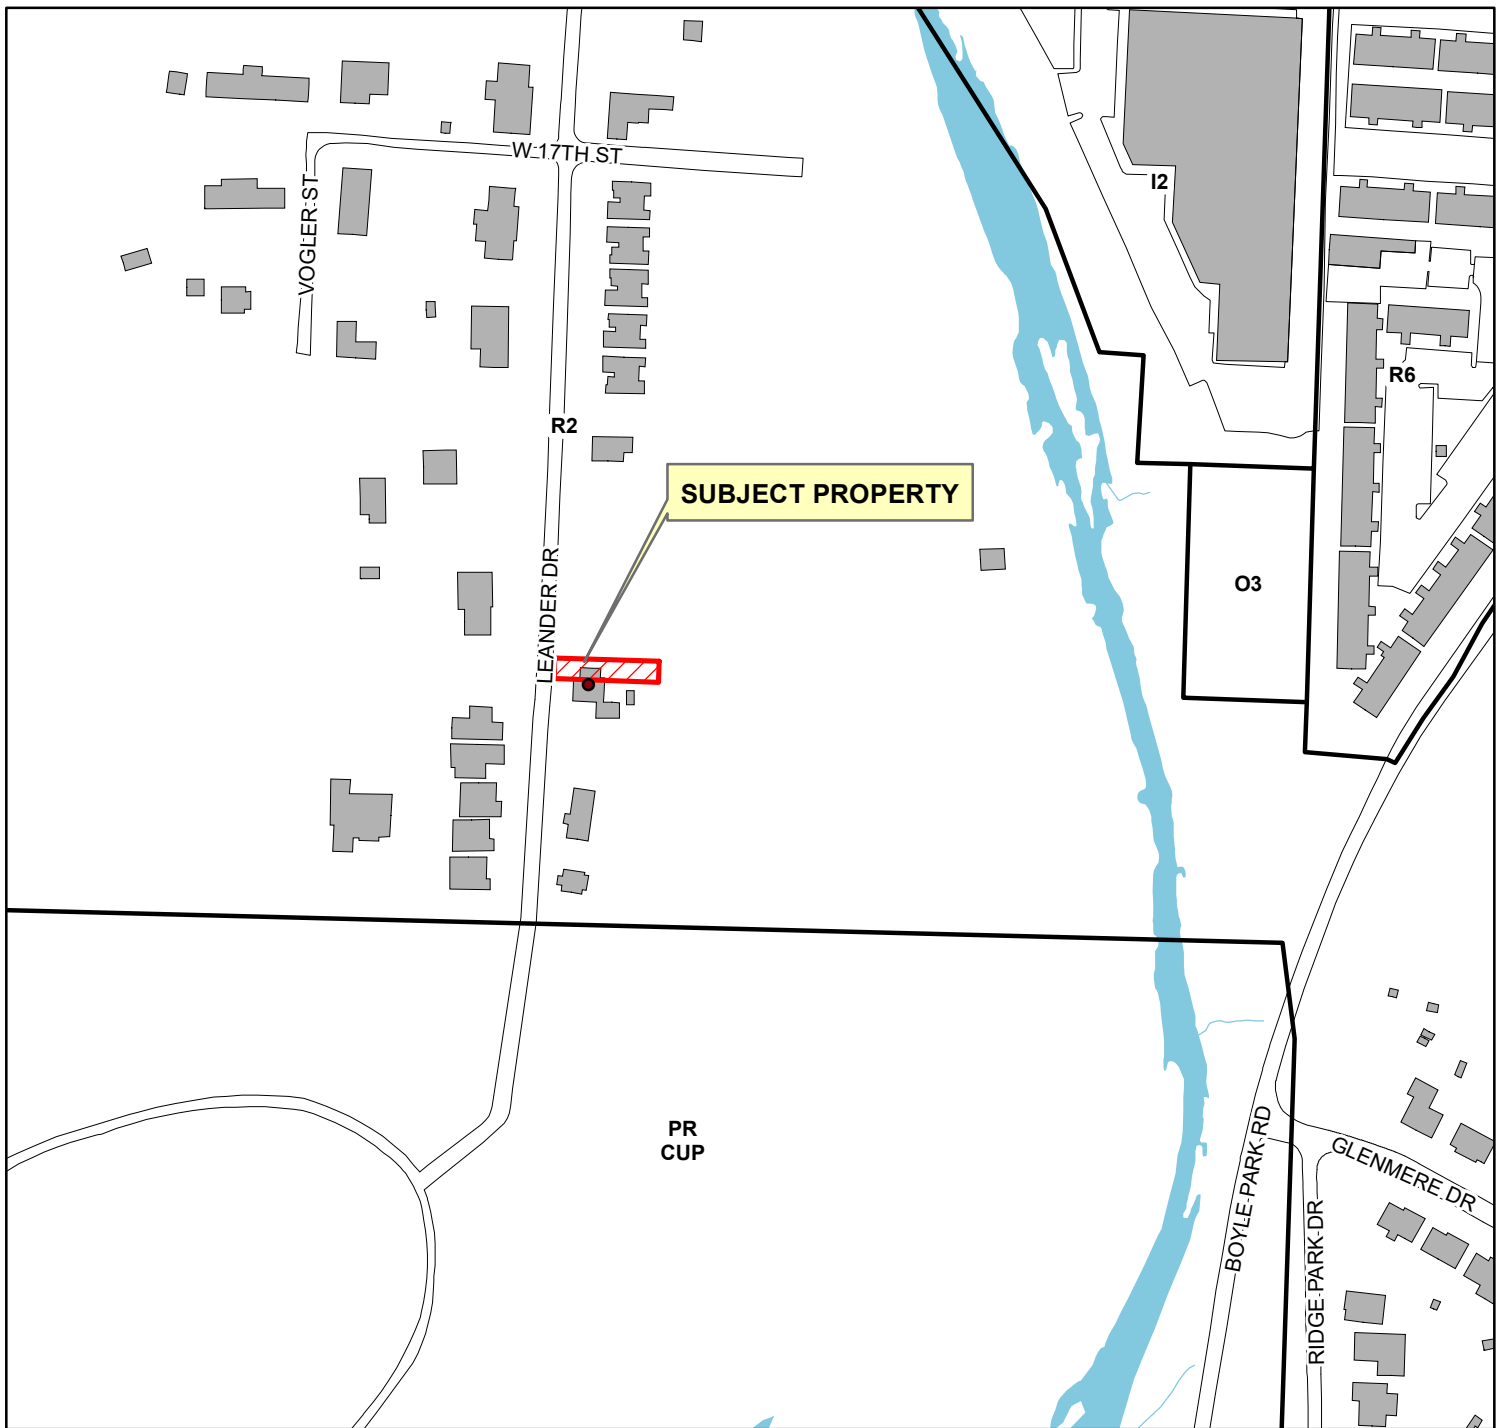 W 17TH ST
I2
VOGLER ST
R6
R2
SUBJECT PROPERTY
O3
LEANDER DR
PR
CUP
BOYLE PARK RD
GLENMERE DR
RIDGE PARK DR